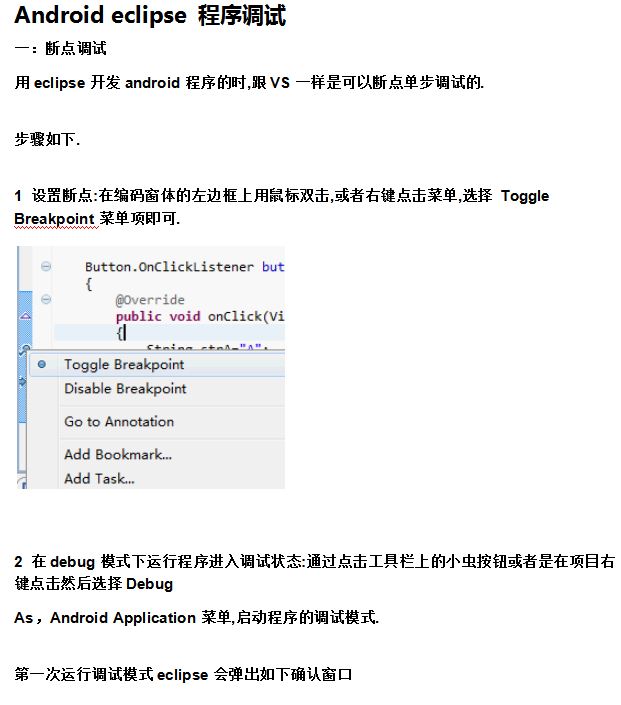 Android eclipse 程序调试
一：断点调试
用 eclipse 开发 android 程序的时,跟 VS 一样是可以断点单步调试的.
步骤如下.
1 设置断点:在编码窗体的左边框上用鼠标双击,或者右键点击菜单,选择 Toggle
Breakpoint 菜单项即可.
Button.OnClickListener but
{
@Override
public void onClick(Vi
{
String strA="A";
Toggle Breakpoint
Disable Breakpoint
Go to Annotation
Add Bookmark...
Add Task...
2 在 debug 模式下运行程序进入调试状态:通过点击工具栏上的小虫按钮或者是在项目右
键点击然后选择 Debug
As，Android Application 菜单,启动程序的调试模式.
第一次运行调试模式 eclipse 会弹出如下确认窗口